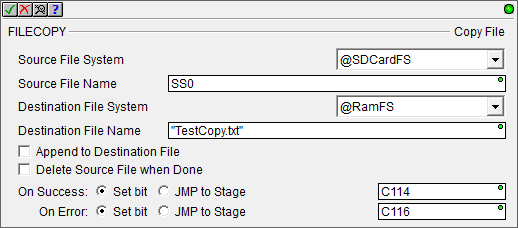 FILECOPY Copy File
Source File System @SDCardFS
Source File Name SS0
Destination File System @RamFS
Destination File Name "TestCopy.txt"
Append to Destination File
Delete Source File when Done
On Success: Set bit JMP to Stage C114
On Error: Set bit JMP to Stage C116